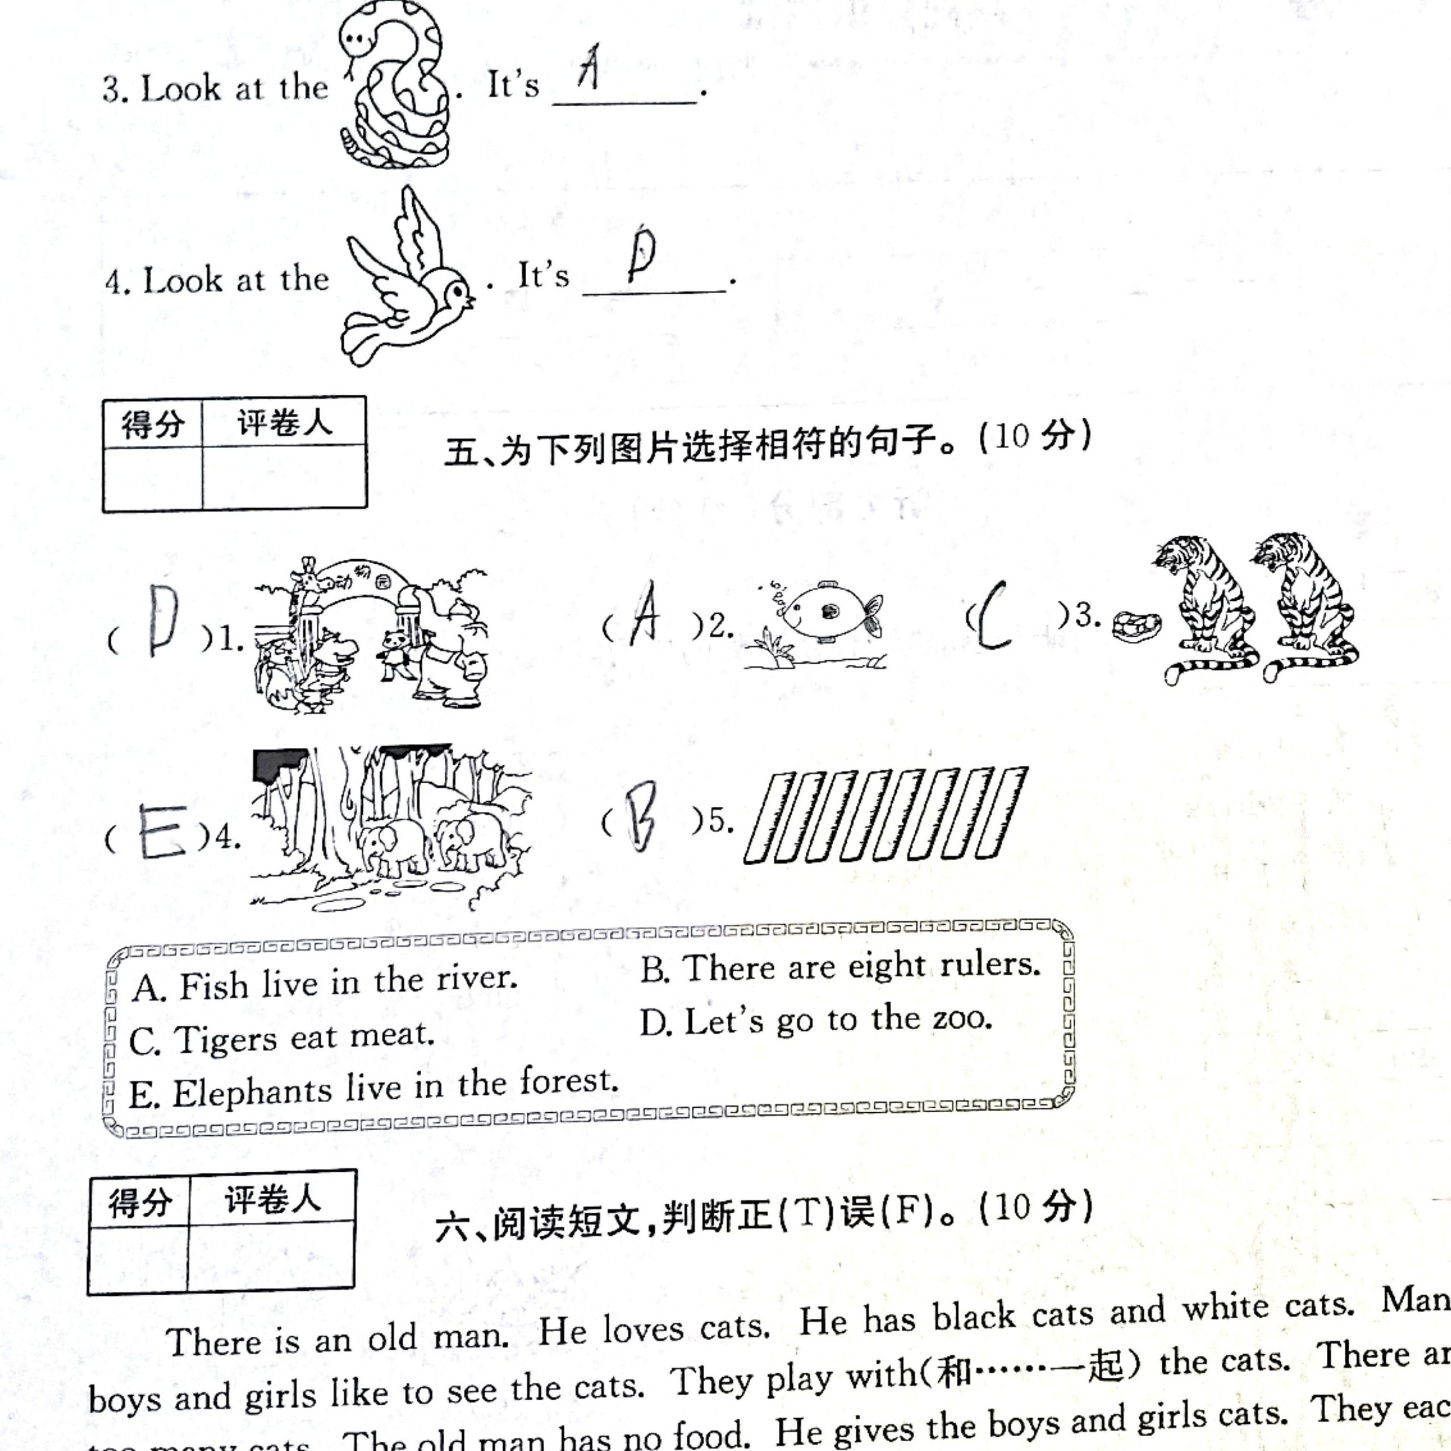 3. Look at the . It's A .
4. Look at the . It's D .
得分 评卷人
五、为下列图片选择相符的句子。(10 分)
动物园
( D )1. ( A )2. ( C )3.
( E )4. ( B )5.
A. Fish live in the river. B. There are eight rulers.
C. Tigers eat meat. D. Let's go to the zoo.
E. Elephants live in the forest.
得分 评卷人
六、阅读短文,判断正(T)误(F)。(10 分)
There is an old man. He loves cats. He has black cats and white cats. Man
boys and girls like to see the cats. They play with(和……一起) the cats. There ar
too many cats. The old man has no food. He gives the boys and girls cats. They eac